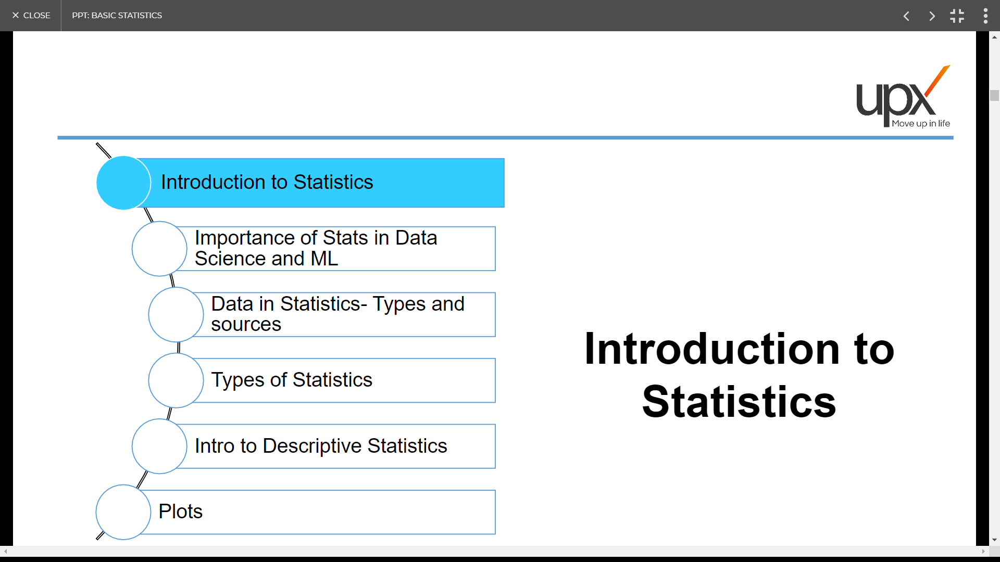 CLOSE
PPT: BASIC STATISTICS
upx
Move up in life
Introduction to Statistics
Importance of Stats in Data
Science and ML
Data in Statistics- Types and
sources
Types of Statistics
Intro to Descriptive Statistics
Plots
Introduction to
Statistics